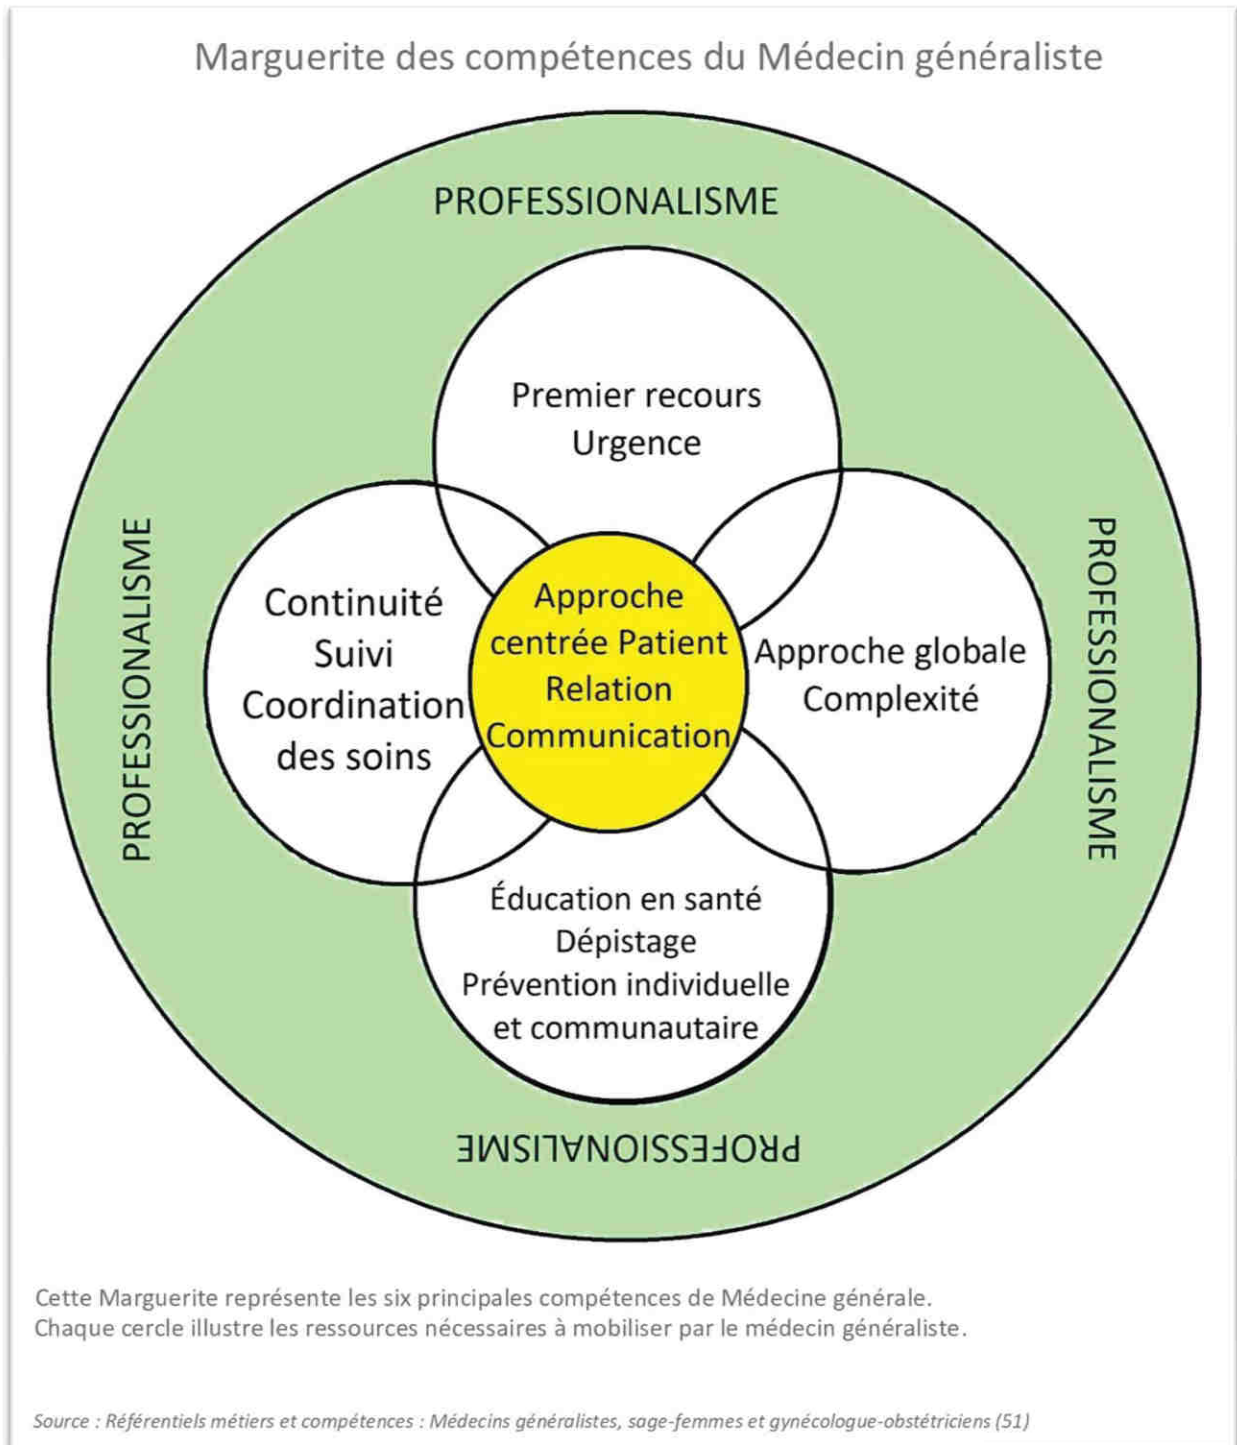 Marguerite des compétences du Médecin généraliste
PROFESSIONALISME
Premier recours
Urgence
PROFESSIONALISME
Continuité
Suivi
Coordination
des soins
Approche
centrée Patient
Relation
Communication
Approche globale
Complexité
PROFESSIONALISME
Éducation en santé
Dépistage
Prévention individuelle
et communautaire
PROFESSIONALISME
Cette Marguerite représente les six principales compétences de Médecine générale.
Chaque cercle illustre les ressources nécessaires à mobiliser par le médecin généraliste.
Source : Référentiels métiers et compétences : Médecins généralistes, sage-femmes et gynécologue-obstétriciens (51)